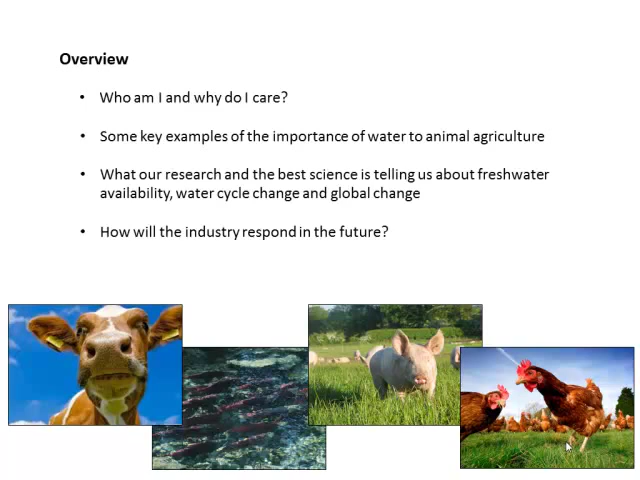 Overview
• Who am I and why do I care?
• Some key examples of the importance of water to animal agriculture
• What our research and the best science is telling us about freshwater
availability, water cycle change and global change
• How will the industry respond in the future?